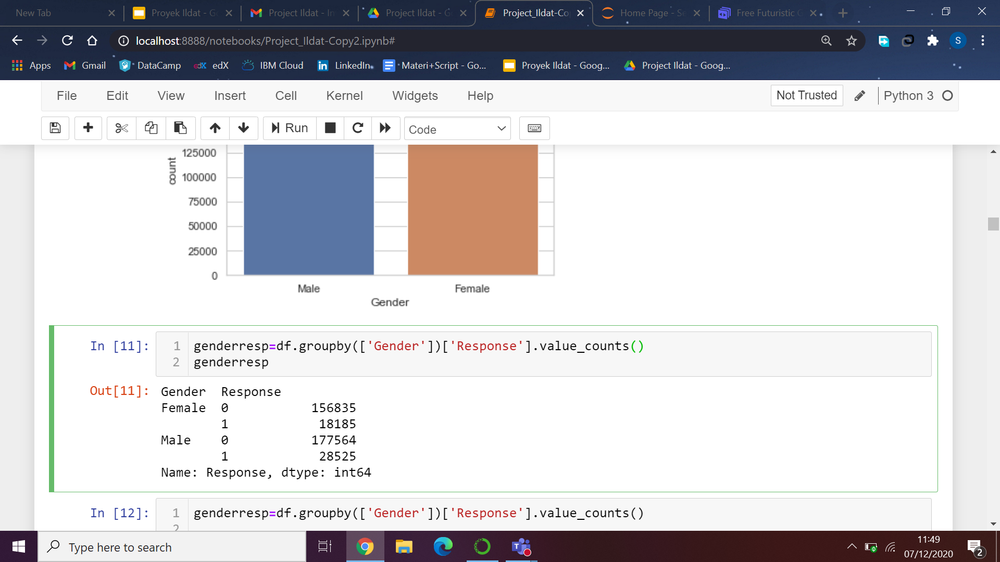 New Tab
Proyek Ildat - G
Project Ildat - In
Project Ildat - G
Project_Ildat-Co
Home Page - Se
Free Futuristic
localhost:8888/notebooks/Project_Ildat-Copy2.ipynb#
S
Apps
Gmail
DataCamp
edX
IBM Cloud
LinkedIn
Materi+Script - Go...
Proyek Ildat - Goog...
Project Ildat - Goog...
File Edit View Insert Cell Kernel Widgets Help
Not Trusted
Python 3
Run
Code
125000
100000
75000
50000
25000
0
count
Male
Female
Gender
In [11]:
1 genderresp=df.groupby(['Gender'])['Response'].value_counts()
2 genderresp
Out[11]:
Gender Response
Female 0 156835
1 18185
Male 0 177564
1 28525
Name: Response, dtype: int64
In [12]:
1 genderresp=df.groupby(['Gender'])['Response'].value_counts()
2
Type here to search
11:49
07/12/2020
2